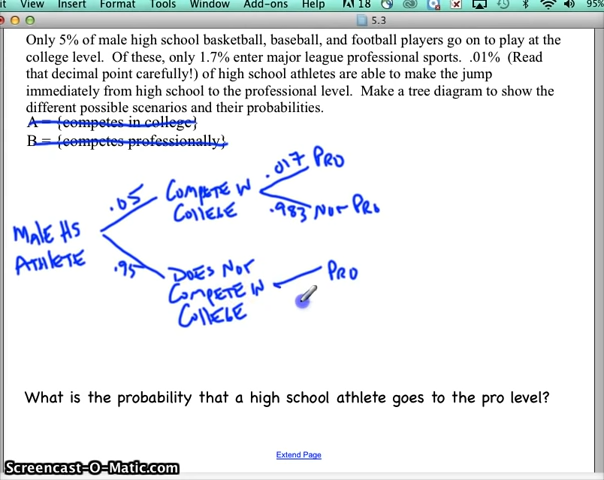 it View Insert Format Tools Window Add-ons Help 18 95%
5.3
Only 5% of male high school basketball, baseball, and football players go on to play at the
college level. Of these, only 1.7% enter major league professional sports. .01% (Read
that decimal point carefully!) of high school athletes are able to make the jump
immediately from high school to the professional level. Make a tree diagram to show the
different possible scenarios and their probabilities.
A = {competes in college}
B = {competes professionally}
.017 PRO
.05 COMPETE IN
COLLEGE
.983 NOT PRO
MALE HS
ATHLETE
.95 DOES NOT
COMPETE IN
COLLEGE
PRO
What is the probability that a high school athlete goes to the pro level?
Extend Page
Screencast-O-Matic.com